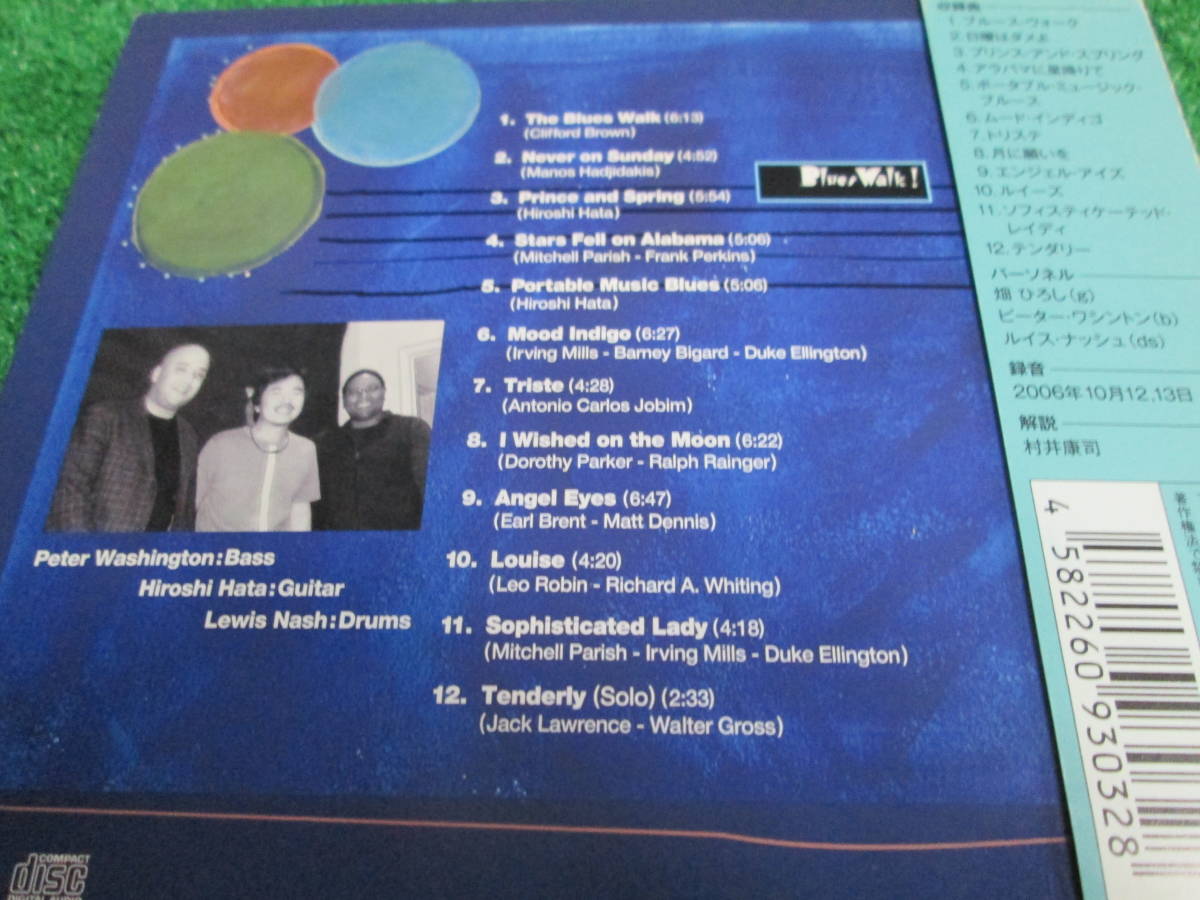 1. The Blues Walk (6:13)
(Clifford Brown)
2. Never on Sunday (4:52)
(Manos Hadjidakis)
3. Prince and Spring (5:54)
(Hiroshi Hata)
4. Stars Fell on Alabama (5:06)
(Mitchell Parish - Frank Perkins)
5. Portable Music Blues (5:06)
(Hiroshi Hata)
6. Mood Indigo (6:27)
(Irving Mills - Barney Bigard - Duke Ellington)
7. Triste (4:28)
(Antonio Carlos Jobim)
8. I Wished on the Moon (6:22)
(Dorothy Parker - Ralph Rainger)
9. Angel Eyes (6:47)
(Earl Brent - Matt Dennis)
10. Louise (4:20)
(Leo Robin - Richard A. Whiting)
11. Sophisticated Lady (4:18)
(Mitchell Parish - Irving Mills - Duke Ellington)
12. Tenderly (Solo) (2:33)
(Jack Lawrence - Walter Gross)
Blues Walk!
Peter Washington:Bass
Hiroshi Hata:Guitar
Lewis Nash:Drums
COMPACT
disc
DIGITAL AUDIO
収録曲
1. ブルース・ウォーク
2. 日曜はダメよ
3. プリンス・アンド・スプリング
4. アラバマに星降りて
5. ポータブル・ミュージック・
ブルース
6. ムード・インディゴ
7. トリステ
8. 月に願いを
9. エンジェル・アイズ
10. ルイーズ
11. ソフィスティケーテッド・
レイディ
12. テンダリー
パーソネル
畑 ひろし(g)
ピーター・ワシントン(b)
ルイス・ナッシュ(ds)
録音
2006年10月12,13日
解説
村井康司
4 582260 930328